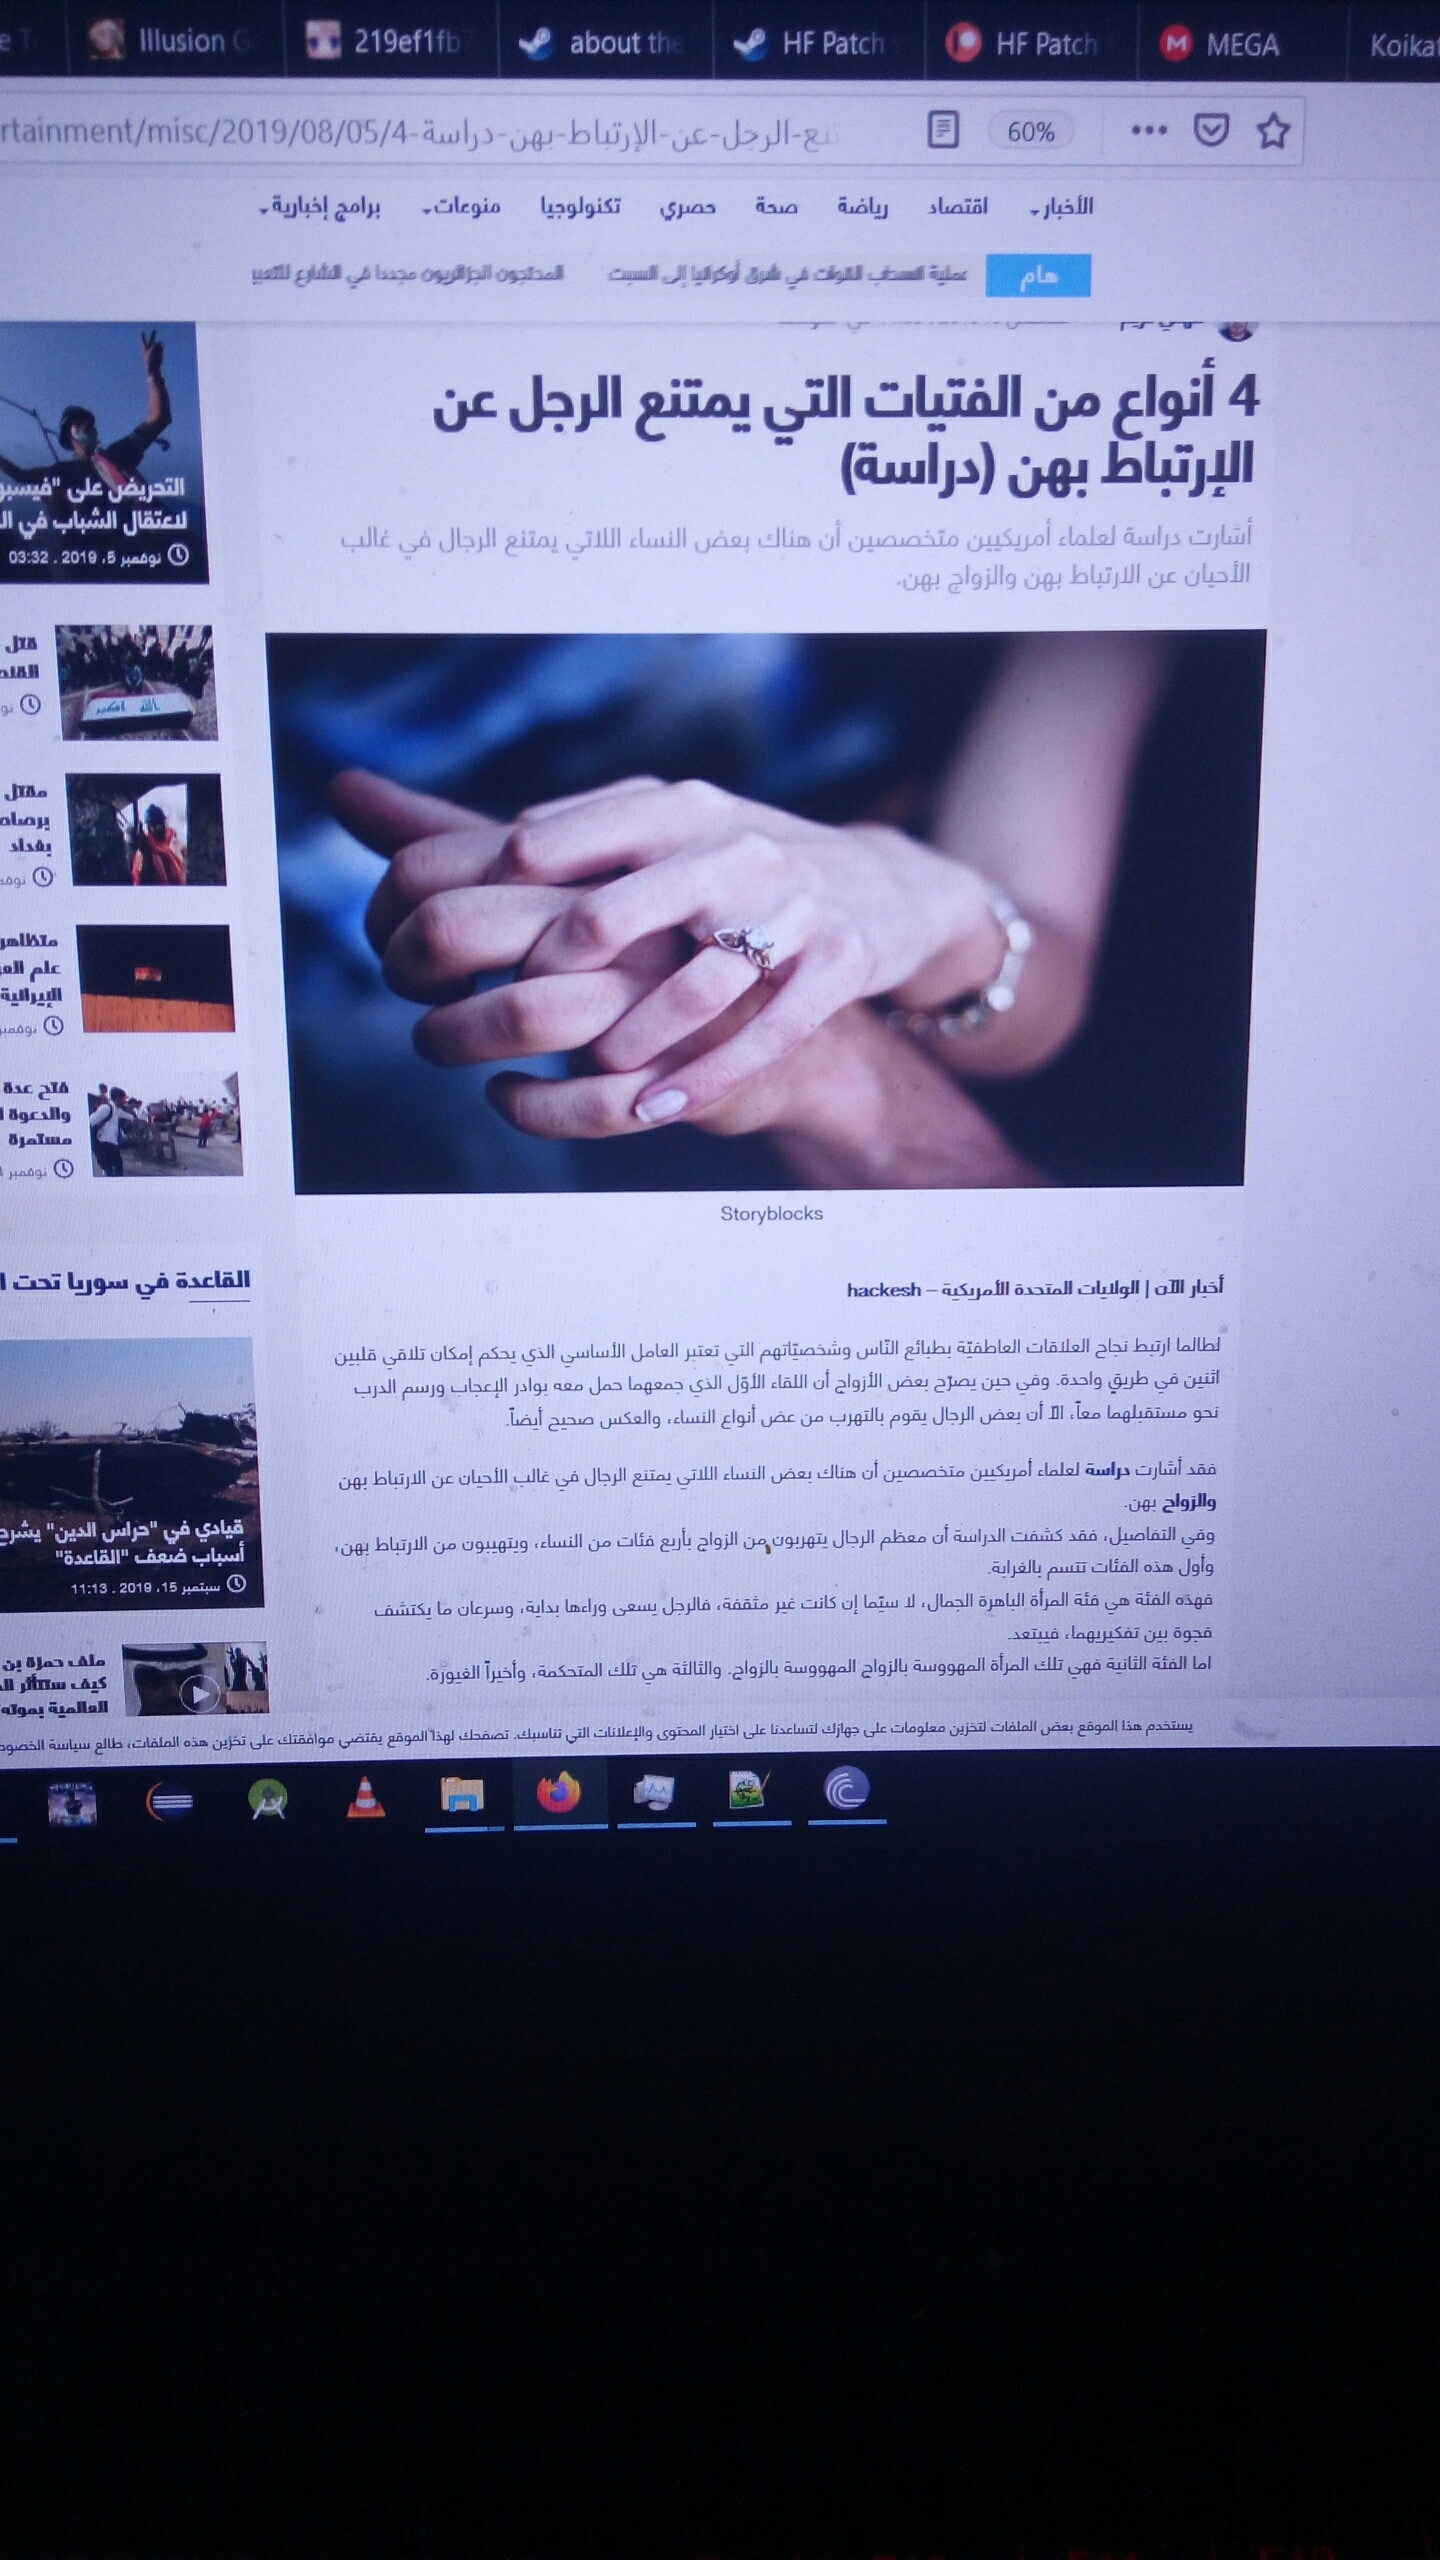 Illusion G
219ef1fb
about the
HF Patch
HF Patch
MEGA
Koikat
rtainment/misc/2019/08/05/4-نع-الرجل-عن-الإرتباط-بهن-دراسة
60%
الأخبار اقتصاد رياضة صحة حصري تكنولوجيا منوعات برامج إخبارية
هام
عملية انسحاب القوات في شرق أوكرانيا إلى السبت
المحتجون الجزائريون مجددا في الشارع للتعبير
4 أنواع من الفتيات التي يمتنع الرجل عن
الإرتباط بهن (دراسة)
أشارت دراسة لعلماء أمريكيين متخصصين أن هناك بعض النساء اللاتي يمتنع الرجال في غالب
الأحيان عن الارتباط بهن والزواج بهن.
Storyblocks
أخبار الآن | الولايات المتحدة الأمريكية – hackesh
لطالما ارتبط نجاح العلاقات العاطفيّة بطبائع النّاس وشخصيّاتهم التي تعتبر العامل الأساسي الذي يحكم إمكان تلاقي قلبين
اثنين في طريق واحدة. وفي حين يصرّح بعض الأزواج أن اللقاء الأوّل الذي جمعهما حمل معه بوادر الإعجاب ورسم الدرب
نحو مستقبلهما معاً، الا أن بعض الرجال يقوم بالتهرب من عض أنواع النساء، والعكس صحيح أيضاً.
فقد أشارت دراسة لعلماء أمريكيين متخصصين أن هناك بعض النساء اللاتي يمتنع الرجال في غالب الأحيان عن الارتباط بهن
والزواج بهن.
وفي التفاصيل، فقد كشفت الدراسة أن معظم الرجال يتهربون من الزواج بأربع فئات من النساء، ويتهيبون من الارتباط بهن،
وأول هذه الفئات تتسم بالغرابة.
فهذه الفئة هي فئة المرأة الباهرة الجمال، لا سيّما إن كانت غير مثقفة، فالرجل يسعى وراءها بداية، وسرعان ما يكتشف
فجوة بين تفكيريهما، فيبتعد.
اما الفئة الثانية فهي تلك المرأة المهووسة بالزواج المهووسة بالزواج. والثالثة هي تلك المتحكمة، وأخيراً الغيورة.
التحريض على "فيسبو
لاعتقال الشباب في ال
نوفمبر 5، 2019 . 03:32
قتل
مقتل
برصاص
بغداد
متظاهر
علم
الإيرانية
فتح عدة
والدعوة
مستمرة
نوفمبر
القاعدة في سوريا تحت
قيادي في "حراس الدين" يشرح
أسباب ضعف "القاعدة"
سبتمبر 15، 2019 . 11:13
ملف حمزة بن
كيف ستتأثر
العالمية بموته
يستخدم هذا الموقع بعض الملفات لتخزين معلومات على جهازك لتساعدنا على اختيار المحتوى والإعلانات التي تناسبك. تصفحك لهذا الموقع يقتضي موافقتك على تخزين هذه الملفات، طالع سياسة الخصوص